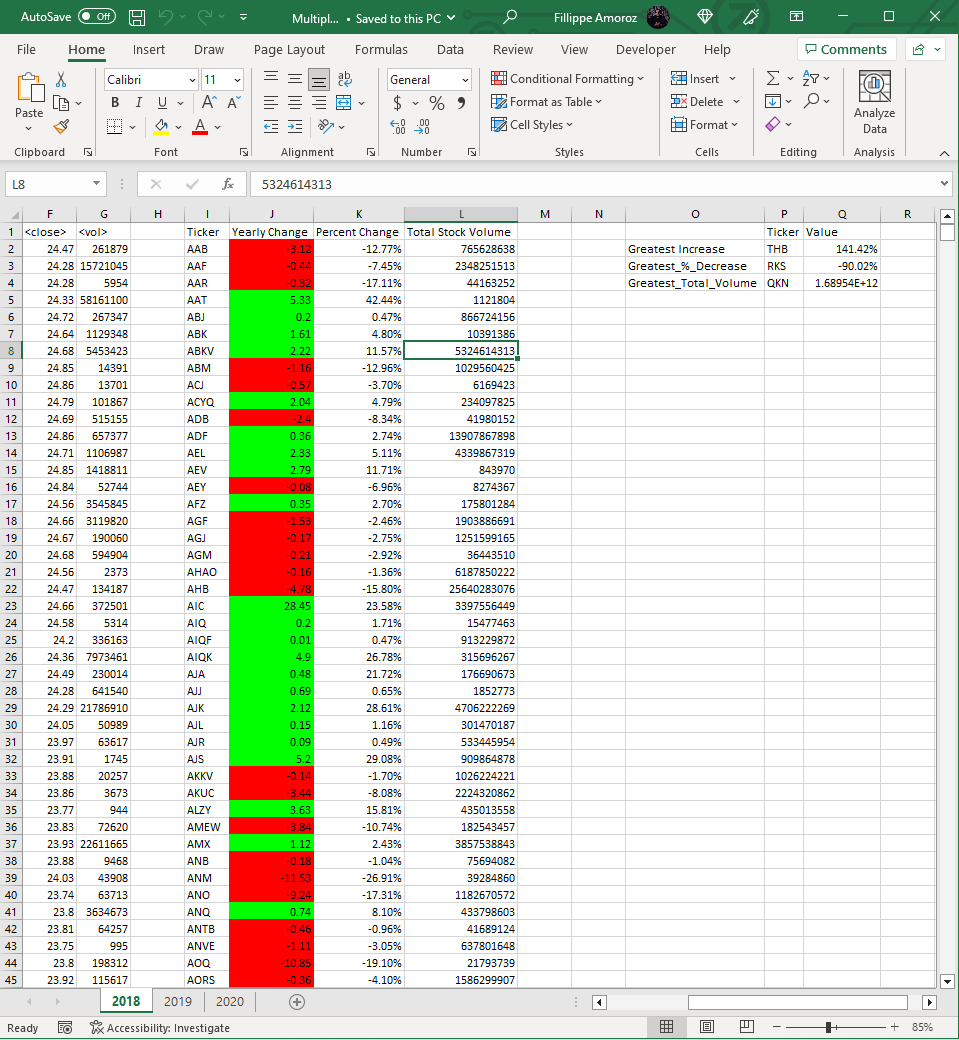 AutoSave Off Multipl... • Saved to this PC Fillippe Amoroz
File Home Insert Draw Page Layout Formulas Data Review View Developer Help Comments
Calibri 11 ab c General Conditional Formatting Insert Σ A Z
Paste B I U A A $ % 9 Format as Table Delete Analyze
A .00 .00 Cell Styles Format Data
Clipboard Font Alignment Number Styles Cells Editing Analysis
L8 fx 5324614313
F G H I J K L M N O P Q R
1 <close> <vol> Ticker Yearly Change Percent Change Total Stock Volume Ticker Value
2 24.47 261879 AAB -3.12 -12.77% 765628638 Greatest Increase THB 141.42%
3 24.28 15721045 AAF -0.44 -7.45% 2348251513 Greatest_%_Decrease RKS -90.02%
4 24.28 5954 AAR -0.32 -17.11% 44163252 Greatest_Total_Volume QKN 1.68954E+12
5 24.33 58161100 AAT 5.33 42.44% 1121804
6 24.72 267347 ABJ 0.2 0.47% 866724156
7 24.64 1129348 ABK 1.61 4.80% 10391386
8 24.68 5453423 ABKV 2.22 11.57% 5324614313
9 24.85 14391 ABM -1.16 -12.96% 1029560425
10 24.86 13701 ACJ -0.57 -3.70% 6169423
11 24.79 101867 ACYQ 2.04 4.79% 234097825
12 24.69 515155 ADB -2.4 -8.34% 41980152
13 24.86 657377 ADF 0.36 2.74% 13907867898
14 24.71 1106987 AEL 2.33 5.11% 4339867319
15 24.85 1418811 AEV 2.79 11.71% 843970
16 24.84 52744 AEY -0.08 -6.96% 8274367
17 24.56 3545845 AFZ 0.35 2.70% 175801284
18 24.66 3119820 AGF -1.53 -2.46% 1903886691
19 24.67 190060 AGJ -0.17 -2.75% 1251599165
20 24.68 594904 AGM -0.21 -2.92% 36443510
21 24.56 2373 AHAO -0.16 -1.36% 6187850222
22 24.47 134187 AHB -4.78 -15.80% 25640283076
23 24.66 372501 AIC 28.45 23.58% 3397556449
24 24.58 5314 AIQ 0.2 1.71% 15477463
25 24.2 336163 AIQF 0.01 0.47% 913229872
26 24.36 7973461 AIQK 4.9 26.78% 315696267
27 24.49 230014 AJA 0.48 21.72% 176690673
28 24.28 641540 AJJ 0.69 0.65% 1852773
29 24.29 21786910 AJK 2.12 28.61% 4706222269
30 24.05 50989 AJL 0.15 1.16% 301470187
31 23.97 63617 AJR 0.09 0.49% 533445954
32 23.91 1745 AJS 5.2 29.08% 909864878
33 23.88 20257 AKKV -0.14 -1.70% 1026224221
34 23.86 3673 AKUC -3.44 -8.08% 2224320862
35 23.77 944 ALZY 3.63 15.81% 435013558
36 23.83 72620 AMEW -3.84 -10.74% 182543457
37 23.93 22611665 AMX 1.12 2.43% 3857538843
38 23.88 9468 ANB -0.18 -1.04% 75694082
39 24.03 43908 ANM -11.53 -26.91% 39284860
40 23.74 63713 ANO -9.24 -17.31% 1182670572
41 23.8 3634673 ANQ 0.74 8.10% 433798603
42 23.81 64257 ANTB -0.46 -0.96% 41689124
43 23.75 995 ANVE -1.11 -3.05% 637801648
44 23.8 198312 AOQ -10.85 -19.10% 21793739
45 23.92 115617 AORS -0.36 -4.10% 1586299907
2018 2019 2020
Ready Accessibility: Investigate 85%